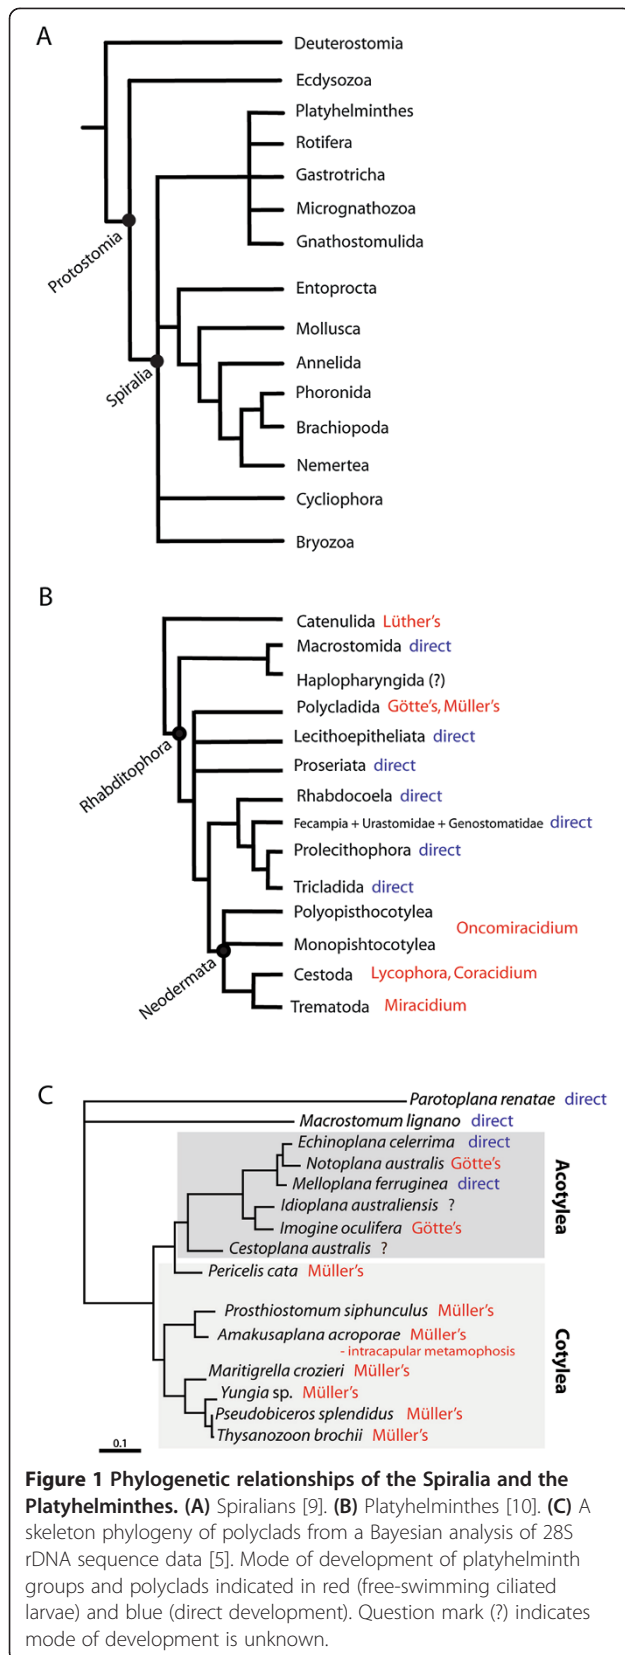 A
Deuterostomia
Ecdysozoa
Platyhelminthes
Rotifera
Gastrotricha
Micrognathozoa
Gnathostomulida
Protostomia
Entoprocta
Mollusca
Annelida
Spiralia
Phoronida
Brachiopoda
Nemertea
Cycliophora
Bryozoa
B
Catenulida Lüther's
Macrostomida direct
Haplopharyngida (?)
Polycladida Götte's, Müller's
Rhabditophora
Lecithoepitheliata direct
Proseriata direct
Rhabdocoela direct
Fecampia + Urastomidae + Genostomatidae direct
Prolecithophora direct
Tricladida direct
Polyopisthocotylea
Oncomiracidium
Monopishtocotylea
Neodermata
Cestoda Lycophora, Coracidium
Trematoda Miracidium
C
Parotoplana renatae direct
Macrostomum lignano direct
Echinoplana celerrima direct
Notoplana australis Götte's
Melloplana ferruginea direct
Idioplana australiensis ?
Imogine oculifera Götte's
Cestoplana australis ?
Acotylea
Pericelis cata Müller's
Prosthiostomum siphunculus Müller's
Amakusaplana acroporae Müller's
- intracapular metamophosis
Maritigrella crozieri Müller's
Yungia sp. Müller's
Pseudobiceros splendidus Müller's
Thysanozoon brochii Müller's
Cotylea
0.1
Figure 1 Phylogenetic relationships of the Spiralia and the
Platyhelminthes. (A) Spiralians [9]. (B) Platyhelminthes [10]. (C) A
skeleton phylogeny of polyclads from a Bayesian analysis of 28S
rDNA sequence data [5]. Mode of development of platyhelminth
groups and polyclads indicated in red (free-swimming ciliated
larvae) and blue (direct development). Question mark (?) indicates
mode of development is unknown.